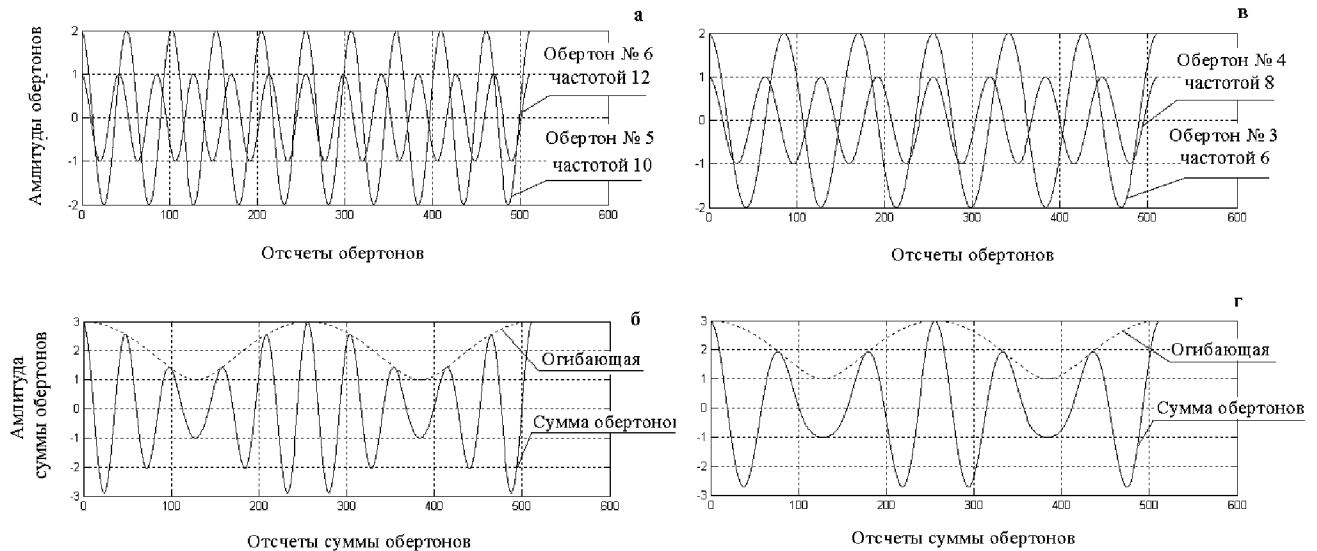 а
Амлитуды обертонов
2
1
0
-1
-2
0
100
200
300
400
500
600
Обертон № 6
частотой 12
Обертон № 5
частотой 10
Отсчеты обертонов
в
2
1
0
-1
-2
0
100
200
300
400
500
600
Обертон № 4
частотой 8
Обертон № 3
частотой 6
Отсчеты обертонов
б
Амлитуда
суммы обертонов
3
2
1
0
-1
-2
-3
0
100
200
300
400
500
600
Огибающая
Сумма обертонов
Отсчеты суммы обертонов
г
3
2
1
0
-1
-2
-3
0
100
200
300
400
500
600
Огибающая
Сумма обертонов
Отсчеты суммы обертонов